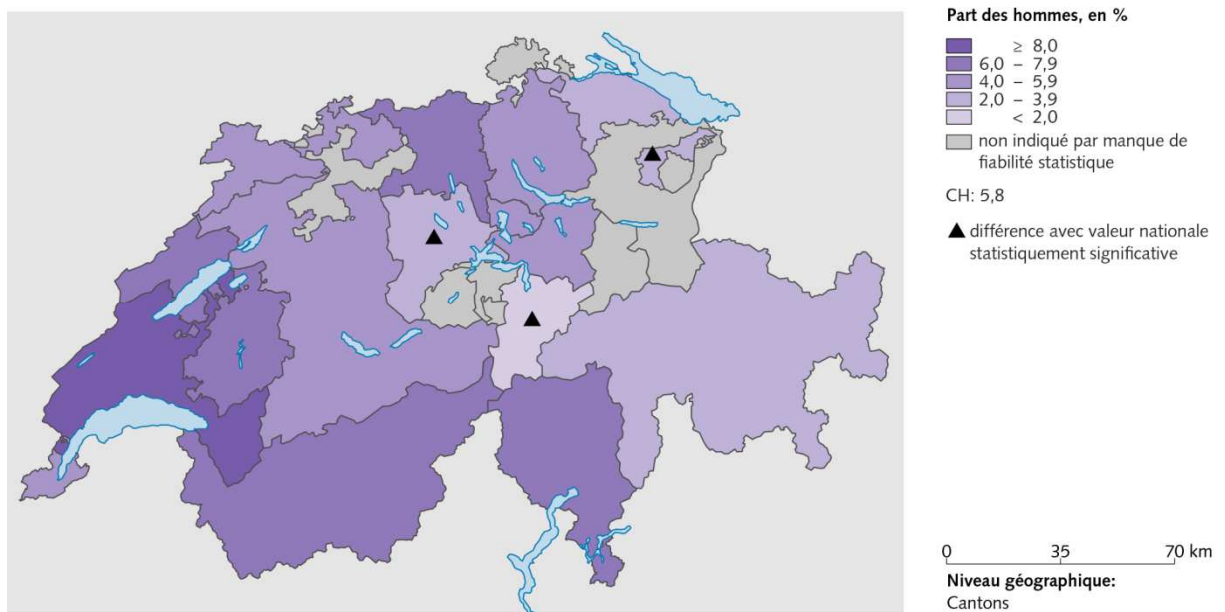 Part des hommes, en %
≥ 8,0
6,0 – 7,9
4,0 – 5,9
2,0 – 3,9
< 2,0
non indiqué par manque de
fiabilité statistique
CH: 5,8
▲ différence avec valeur nationale
statistiquement significative
0 35 70 km
Niveau géographique:
Cantons